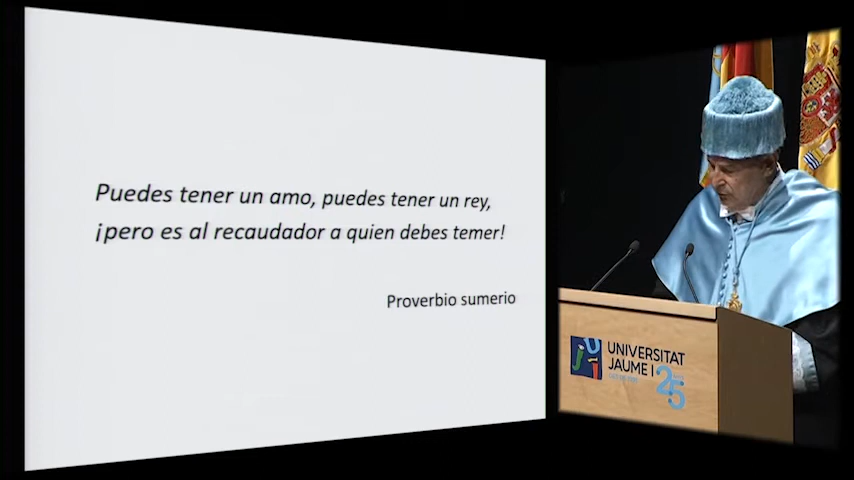 Puedes tener un amo, puedes tener un rey,
¡pero es al recaudador a quien debes temer!
Proverbio sumerio
UNIVERSITAT
JAUME I
25